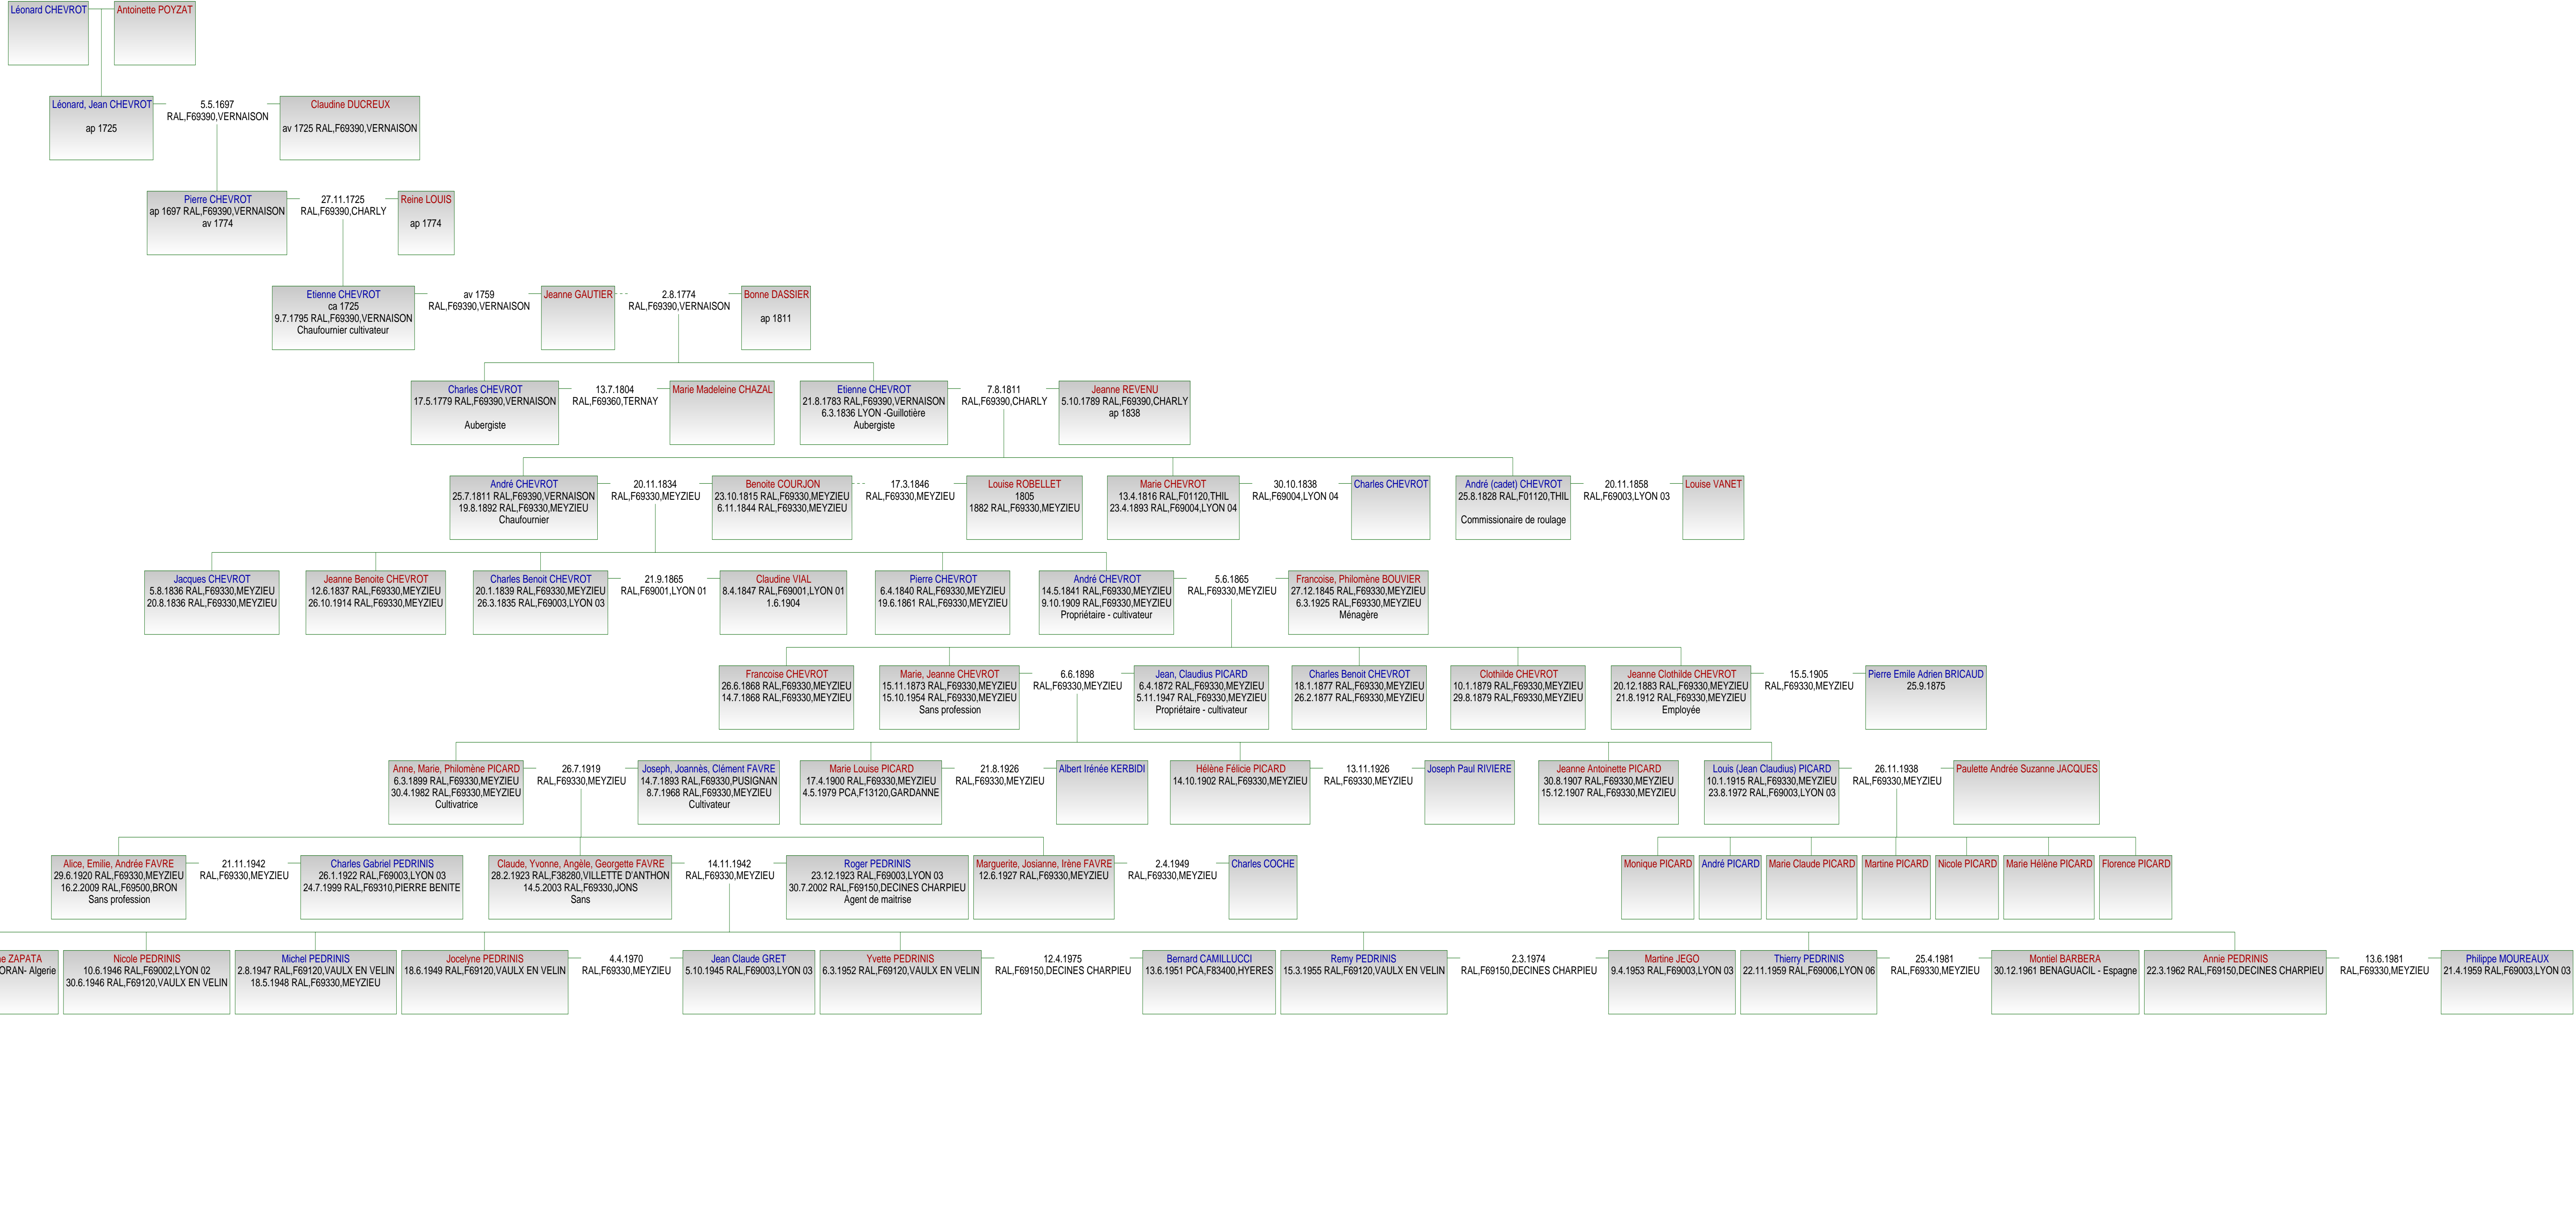 Léonard CHEVROT
Antoinette POYZAT
Léonard, Jean CHEVROT
ap 1725
5.5.1697
RAL,F69390,VERNAISON
Claudine DUCREUX
av 1725 RAL,F69390,VERNAISON
Pierre CHEVROT
ap 1697 RAL,F69390,VERNAISON
av 1774
27.11.1725
RAL,F69390,CHARLY
Reine LOUIS
ap 1774
Etienne CHEVROT
ca 1725
9.7.1795 RAL,F69390,VERNAISON
Chaufournier cultivateur
av 1759
RAL,F69390,VERNAISON
Jeanne GAUTIER
2.8.1774
RAL,F69390,VERNAISON
Bonne DASSIER
ap 1811
Charles CHEVROT
17.5.1779 RAL,F69390,VERNAISON
Aubergiste
13.7.1804
RAL,F69360,TERNAY
Marie Madeleine CHAZAL
Etienne CHEVROT
21.8.1783 RAL,F69390,VERNAISON
6.3.1836 LYON -Guillotière
Aubergiste
7.8.1811
RAL,F69390,CHARLY
Jeanne REVENU
5.10.1789 RAL,F69390,CHARLY
ap 1838
André CHEVROT
25.7.1811 RAL,F69390,VERNAISON
19.8.1892 RAL,F69330,MEYZIEU
Chaufournier
20.11.1834
RAL,F69330,MEYZIEU
Benoite COURJON
23.10.1815 RAL,F69330,MEYZIEU
6.11.1844 RAL,F69330,MEYZIEU
17.3.1846
RAL,F69330,MEYZIEU
Louise ROBELLET
1805
1882 RAL,F69330,MEYZIEU
Marie CHEVROT
13.4.1816 RAL,F01120,THIL
23.4.1893 RAL,F69004,LYON 04
30.10.1838
RAL,F69004,LYON 04
Charles CHEVROT
André (cadet) CHEVROT
25.8.1828 RAL,F01120,THIL
Commissionaire de roulage
20.11.1858
RAL,F69003,LYON 03
Louise VANET
Jacques CHEVROT
5.8.1836 RAL,F69330,MEYZIEU
20.8.1836 RAL,F69330,MEYZIEU
Jeanne Benoite CHEVROT
12.6.1837 RAL,F69330,MEYZIEU
26.10.1914 RAL,F69330,MEYZIEU
Charles Benoit CHEVROT
20.1.1839 RAL,F69330,MEYZIEU
26.3.1835 RAL,F69003,LYON 03
21.9.1865
RAL,F69001,LYON 01
Claudine VIAL
8.4.1847 RAL,F69001,LYON 01
1.6.1904
Pierre CHEVROT
6.4.1840 RAL,F69330,MEYZIEU
19.6.1861 RAL,F69330,MEYZIEU
André CHEVROT
14.5.1841 RAL,F69330,MEYZIEU
9.10.1909 RAL,F69330,MEYZIEU
Propriétaire - cultivateur
5.6.1865
RAL,F69330,MEYZIEU
Francoise, Philomène BOUVIER
27.12.1845 RAL,F69330,MEYZIEU
6.3.1925 RAL,F69330,MEYZIEU
Ménagère
Francoise CHEVROT
26.6.1868 RAL,F69330,MEYZIEU
14.7.1868 RAL,F69330,MEYZIEU
Marie, Jeanne CHEVROT
15.11.1873 RAL,F69330,MEYZIEU
15.10.1954 RAL,F69330,MEYZIEU
Sans profession
6.6.1898
RAL,F69330,MEYZIEU
Jean, Claudius PICARD
6.4.1872 RAL,F69330,MEYZIEU
5.11.1947 RAL,F69330,MEYZIEU
Propriétaire - cultivateur
Charles Benoit CHEVROT
18.1.1877 RAL,F69330,MEYZIEU
26.2.1877 RAL,F69330,MEYZIEU
Clothilde CHEVROT
10.1.1879 RAL,F69330,MEYZIEU
29.8.1879 RAL,F69330,MEYZIEU
Jeanne Clothilde CHEVROT
20.12.1883 RAL,F69330,MEYZIEU
21.8.1912 RAL,F69330,MEYZIEU
Employée
15.5.1905
RAL,F69330,MEYZIEU
Pierre Emile Adrien BRICAUD
25.9.1875
Anne, Marie, Philomène PICARD
6.3.1899 RAL,F69330,MEYZIEU
30.4.1982 RAL,F69330,MEYZIEU
Cultivatrice
26.7.1919
RAL,F69330,MEYZIEU
Joseph, Joannès, Clément FAVRE
14.7.1893 RAL,F69330,PUSIGNAN
8.7.1968 RAL,F69330,MEYZIEU
Cultivateur
Marie Louise PICARD
17.4.1900 RAL,F69330,MEYZIEU
4.5.1979 PCA,F13120,GARDANNE
21.8.1926
RAL,F69330,MEYZIEU
Albert Irénée KERBIDI
Hélène Félicie PICARD
14.10.1902 RAL,F69330,MEYZIEU
13.11.1926
RAL,F69330,MEYZIEU
Joseph Paul RIVIERE
Jeanne Antoinette PICARD
30.8.1907 RAL,F69330,MEYZIEU
15.12.1907 RAL,F69330,MEYZIEU
Louis (Jean Claudius) PICARD
10.1.1915 RAL,F69330,MEYZIEU
23.8.1972 RAL,F69003,LYON 03
26.11.1938
RAL,F69330,MEYZIEU
Paulette Andrée Suzanne JACQUES
Alice, Emilie, Andrée FAVRE
29.6.1920 RAL,F69330,MEYZIEU
16.2.2009 RAL,F69500,BRON
Sans profession
21.11.1942
RAL,F69330,MEYZIEU
Charles Gabriel PEDRINIS
26.1.1922 RAL,F69003,LYON 03
24.7.1999 RAL,F69310,PIERRE BENITE
Claude, Yvonne, Angèle, Georgette FAVRE
28.2.1923 RAL,F38280,VILLETTE D'ANTHON
14.5.2003 RAL,F69330,JONS
Sans
14.11.1942
RAL,F69330,MEYZIEU
Roger PEDRINIS
23.12.1923 RAL,F69003,LYON 03
30.7.2002 RAL,F69150,DECINES CHARPIEU
Agent de maitrise
Marguerite, Josianne, Irène FAVRE
12.6.1927 RAL,F69330,MEYZIEU
2.4.1949
RAL,F69330,MEYZIEU
Charles COCHE
Monique PICARD
André PICARD
Marie Claude PICARD
Martine PICARD
Nicole PICARD
Marie Hélène PICARD
Florence PICARD
e ZAPATA
ORAN- Algerie
Nicole PEDRINIS
10.6.1946 RAL,F69002,LYON 02
30.6.1946 RAL,F69120,VAULX EN VELIN
Michel PEDRINIS
2.8.1947 RAL,F69120,VAULX EN VELIN
18.5.1948 RAL,F69330,MEYZIEU
Jocelyne PEDRINIS
18.6.1949 RAL,F69120,VAULX EN VELIN
4.4.1970
RAL,F69330,MEYZIEU
Jean Claude GRET
5.10.1945 RAL,F69003,LYON 03
Yvette PEDRINIS
6.3.1952 RAL,F69120,VAULX EN VELIN
12.4.1975
RAL,F69150,DECINES CHARPIEU
Bernard CAMILLUCCI
13.6.1951 PCA,F83400,HYERES
Remy PEDRINIS
15.3.1955 RAL,F69120,VAULX EN VELIN
2.3.1974
RAL,F69150,DECINES CHARPIEU
Martine JEGO
9.4.1953 RAL,F69003,LYON 03
Thierry PEDRINIS
22.11.1959 RAL,F69006,LYON 06
25.4.1981
RAL,F69330,MEYZIEU
Montiel BARBERA
30.12.1961 BENAGUACIL - Espagne
Annie PEDRINIS
22.3.1962 RAL,F69150,DECINES CHARPIEU
13.6.1981
RAL,F69330,MEYZIEU
Philippe MOUREAUX
21.4.1959 RAL,F69003,LYON 03